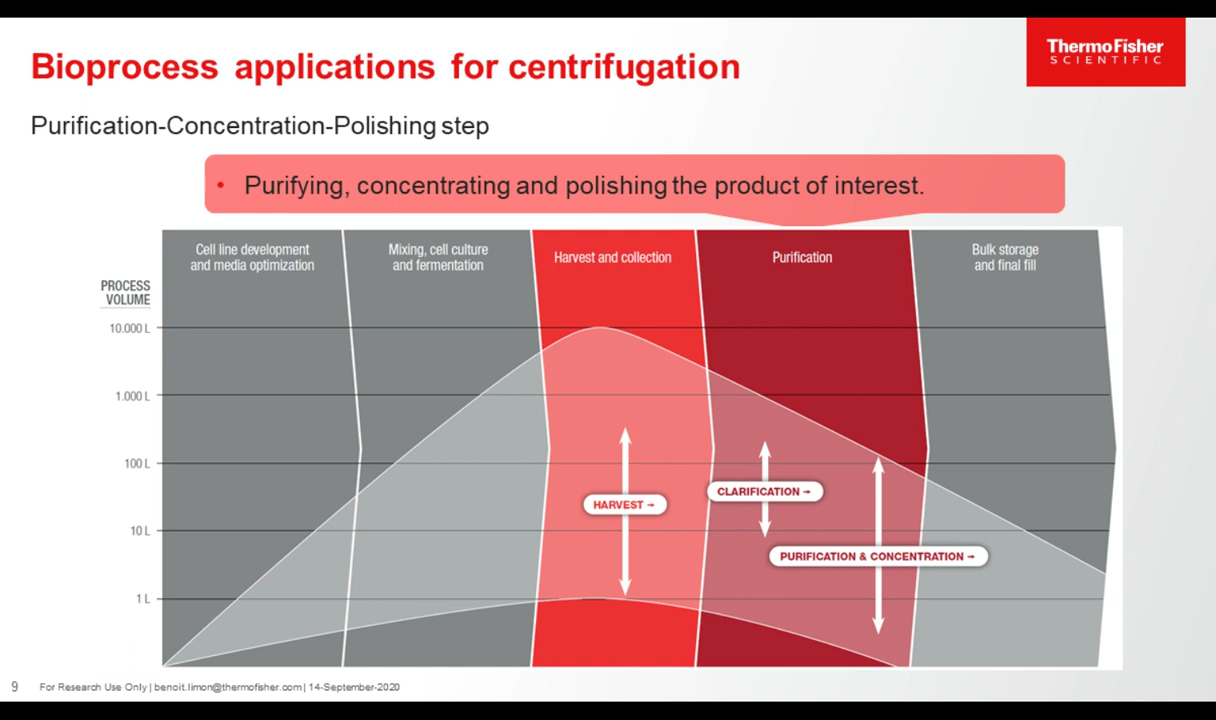 Bioprocess applications for centrifugation
ThermoFisher
SCIENTIFIC
Purification-Concentration-Polishing step
• Purifying, concentrating and polishing the product of interest.
Cell line development
and media optimization
Mixing, cell culture
and fermentation
Harvest and collection
Purification
Bulk storage
and final fill
PROCESS
VOLUME
10.000 L
1.000 L
100 L
10 L
1 L
HARVEST →
CLARIFICATION →
PURIFICATION & CONCENTRATION →
9 For Research Use Only | benoit.limon@thermofisher.com | 14-September-2020